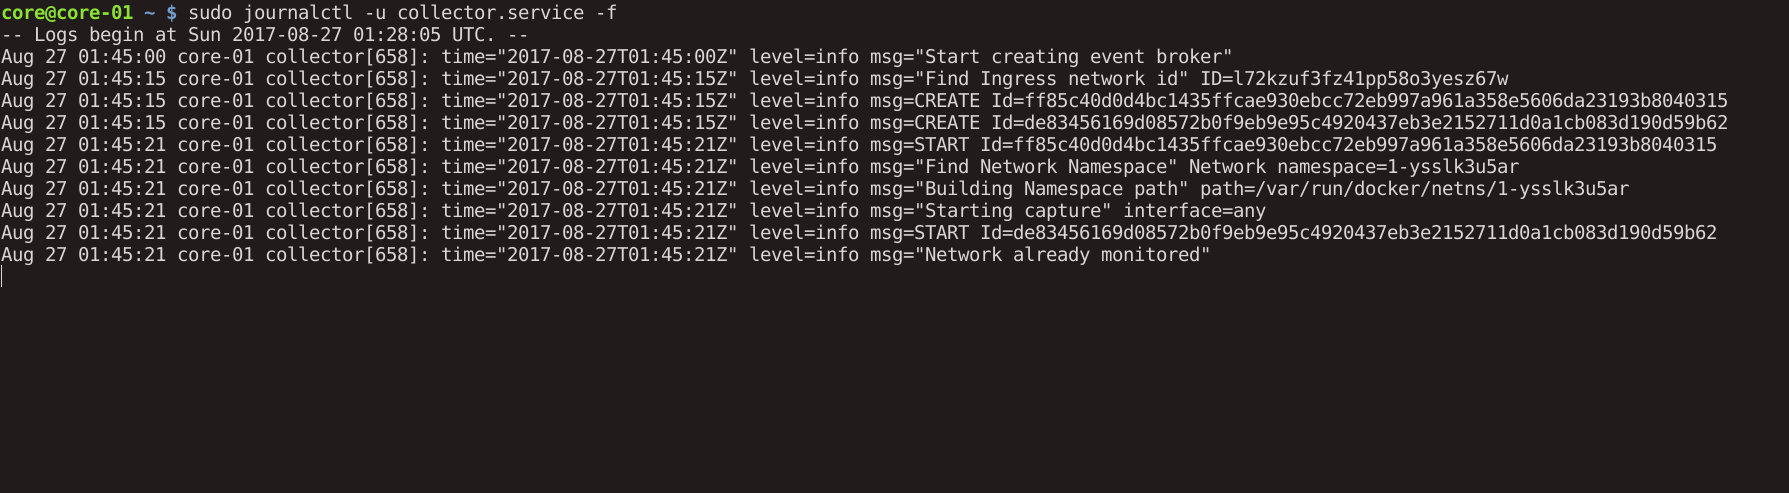 core@core-01 ~ $ sudo journalctl -u collector.service -f
-- Logs begin at Sun 2017-08-27 01:28:05 UTC. --
Aug 27 01:45:00 core-01 collector[658]: time="2017-08-27T01:45:00Z" level=info msg="Start creating event broker"
Aug 27 01:45:15 core-01 collector[658]: time="2017-08-27T01:45:15Z" level=info msg="Find Ingress network id" ID=l72kzuf3fz41pp58o3yesz67w
Aug 27 01:45:15 core-01 collector[658]: time="2017-08-27T01:45:15Z" level=info msg=CREATE Id=ff85c40d0d4bc1435ffcae930ebcc72eb997a961a358e5606da23193b8040315
Aug 27 01:45:15 core-01 collector[658]: time="2017-08-27T01:45:15Z" level=info msg=CREATE Id=de83456169d08572b0f9eb9e95c4920437eb3e2152711d0a1cb083d190d59b62
Aug 27 01:45:21 core-01 collector[658]: time="2017-08-27T01:45:21Z" level=info msg=START Id=ff85c40d0d4bc1435ffcae930ebcc72eb997a961a358e5606da23193b8040315
Aug 27 01:45:21 core-01 collector[658]: time="2017-08-27T01:45:21Z" level=info msg="Find Network Namespace" Network namespace=1-ysslk3u5ar
Aug 27 01:45:21 core-01 collector[658]: time="2017-08-27T01:45:21Z" level=info msg="Building Namespace path" path=/var/run/docker/netns/1-ysslk3u5ar
Aug 27 01:45:21 core-01 collector[658]: time="2017-08-27T01:45:21Z" level=info msg="Starting capture" interface=any
Aug 27 01:45:21 core-01 collector[658]: time="2017-08-27T01:45:21Z" level=info msg=START Id=de83456169d08572b0f9eb9e95c4920437eb3e2152711d0a1cb083d190d59b62
Aug 27 01:45:21 core-01 collector[658]: time="2017-08-27T01:45:21Z" level=info msg="Network already monitored"